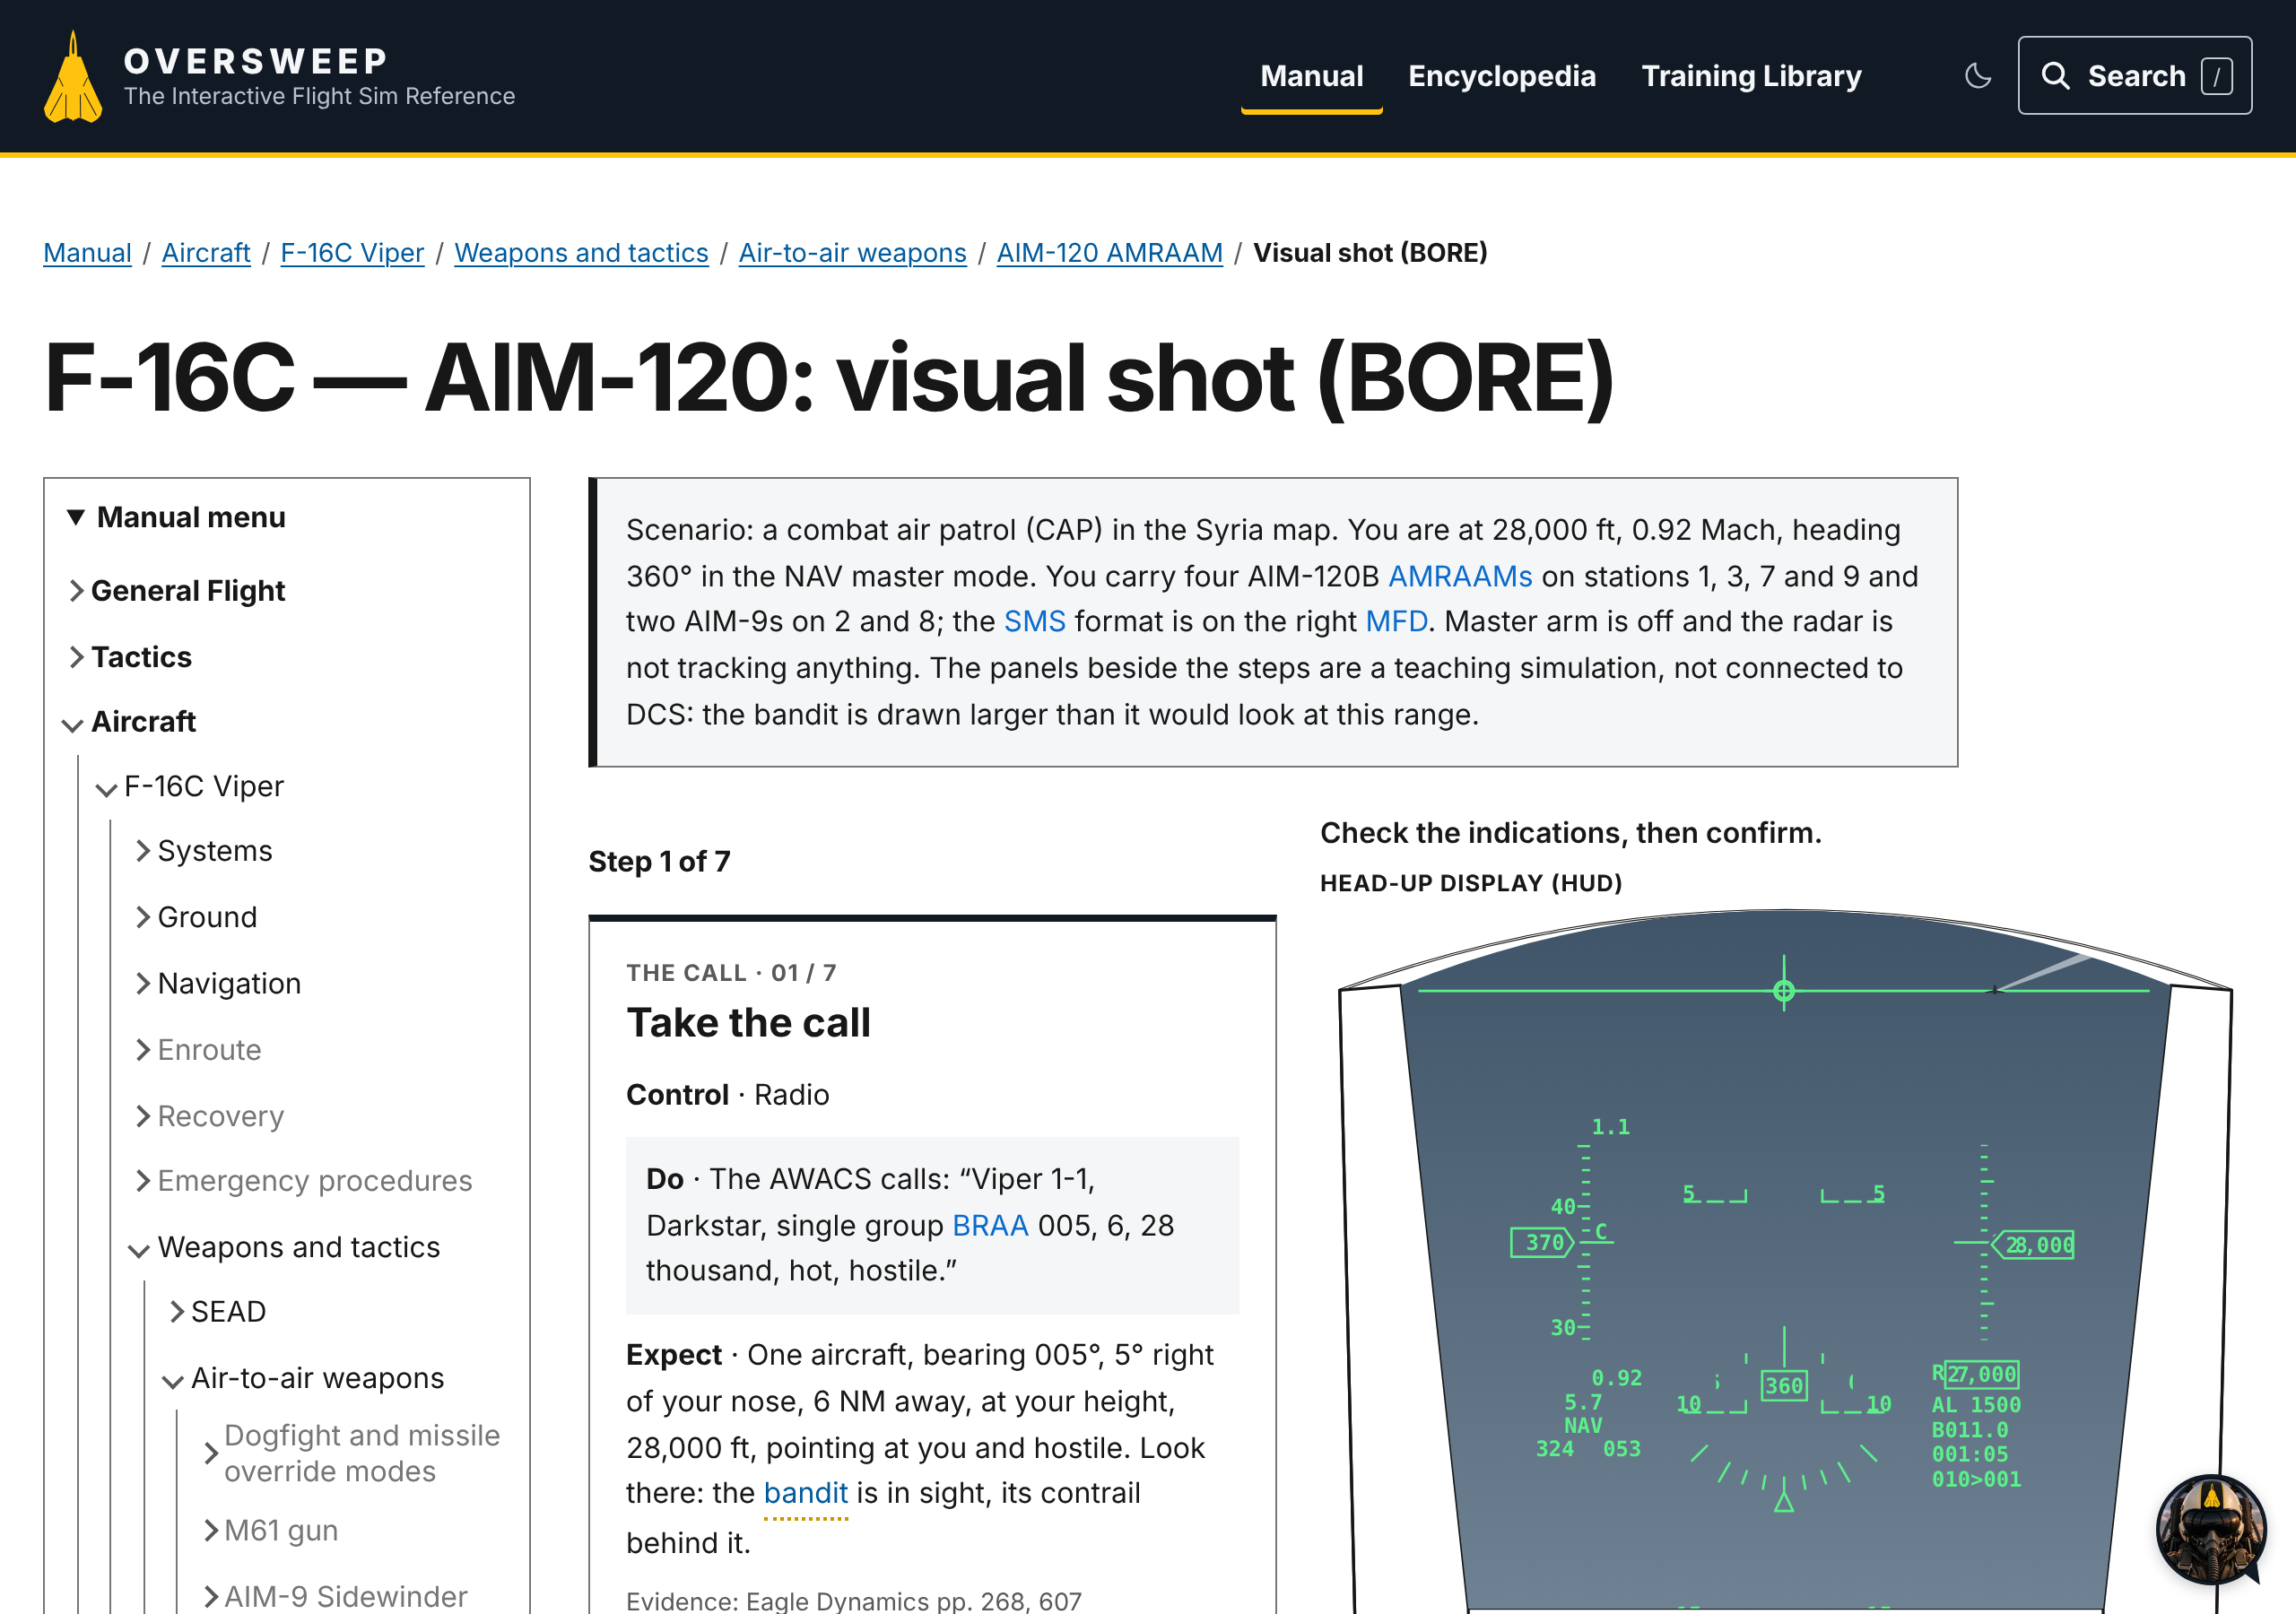 OVERSWEEP
The Interactive Flight Sim Reference
Manual
Encyclopedia
Training Library
Search /
Manual / Aircraft / F-16C Viper / Weapons and tactics / Air-to-air weapons / AIM-120 AMRAAM / Visual shot (BORE)
F-16C — AIM-120: visual shot (BORE)
Manual menu
General Flight
Tactics
Aircraft
F-16C Viper
Systems
Ground
Navigation
Enroute
Recovery
Emergency procedures
Weapons and tactics
SEAD
Air-to-air weapons
Dogfight and missile
override modes
M61 gun
AIM-9 Sidewinder
Scenario: a combat air patrol (CAP) in the Syria map. You are at 28,000 ft, 0.92 Mach, heading
360° in the NAV master mode. You carry four AIM-120B AMRAAMs on stations 1, 3, 7 and 9 and
two AIM-9s on 2 and 8; the SMS format is on the right MFD. Master arm is off and the radar is
not tracking anything. The panels beside the steps are a teaching simulation, not connected to
DCS: the bandit is drawn larger than it would look at this range.
Step 1 of 7
THE CALL · 01 / 7
Take the call
Control · Radio
Do · The AWACS calls: “Viper 1-1,
Darkstar, single group BRAA 005, 6, 28
thousand, hot, hostile.”
Expect · One aircraft, bearing 005°, 5° right
of your nose, 6 NM away, at your height,
28,000 ft, pointing at you and hostile. Look
there: the bandit is in sight, its contrail
behind it.
Evidence: Eagle Dynamics pp. 268, 607
Check the indications, then confirm.
HEAD-UP DISPLAY (HUD)
1.1
5 5
40
C
370
28,000
30
0.92
360
R27,000
5.7
10 10
AL 1500
NAV
B011.0
324 053
001:05
010>001